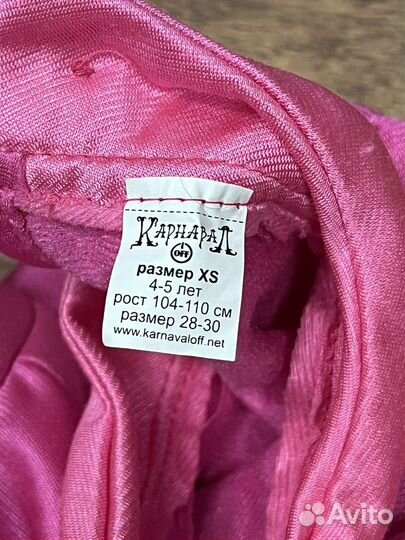 КарнаваЛ
OFF
размер XS
4-5 лет
рост 104-110 см
размер 28-30
www.karnavaloff.net
Avito